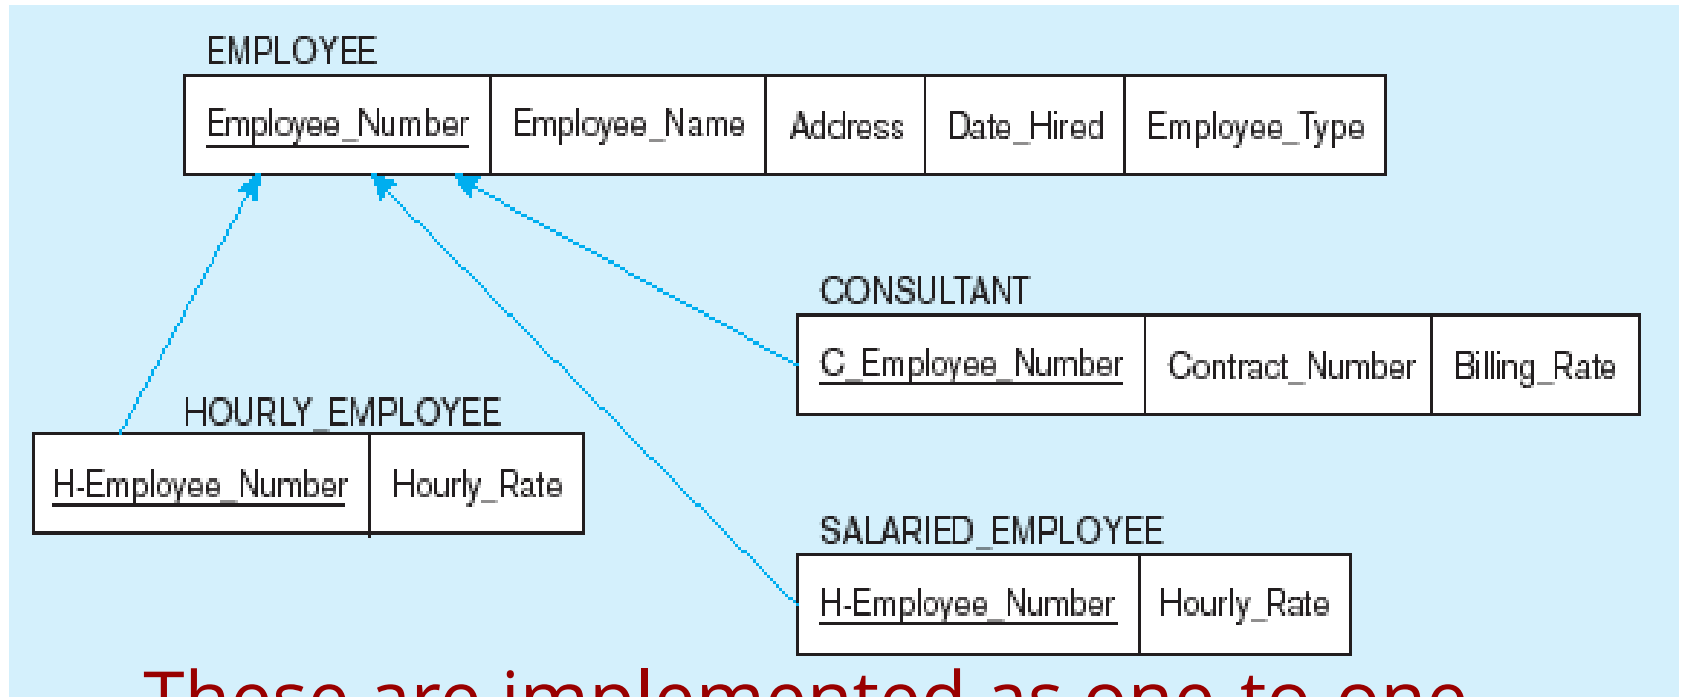 EMPLOYEE
Employee_Number Employee_Name Address Date_Hired Employee_Type
CONSULTANT
C_Employee_Number Contract_Number Billing_Rate
HOURLY_EMPLOYEE
H-Employee_Number Hourly_Rate
SALARIED_EMPLOYEE
H-Employee_Number Hourly_Rate
These are implemented as one-to-one